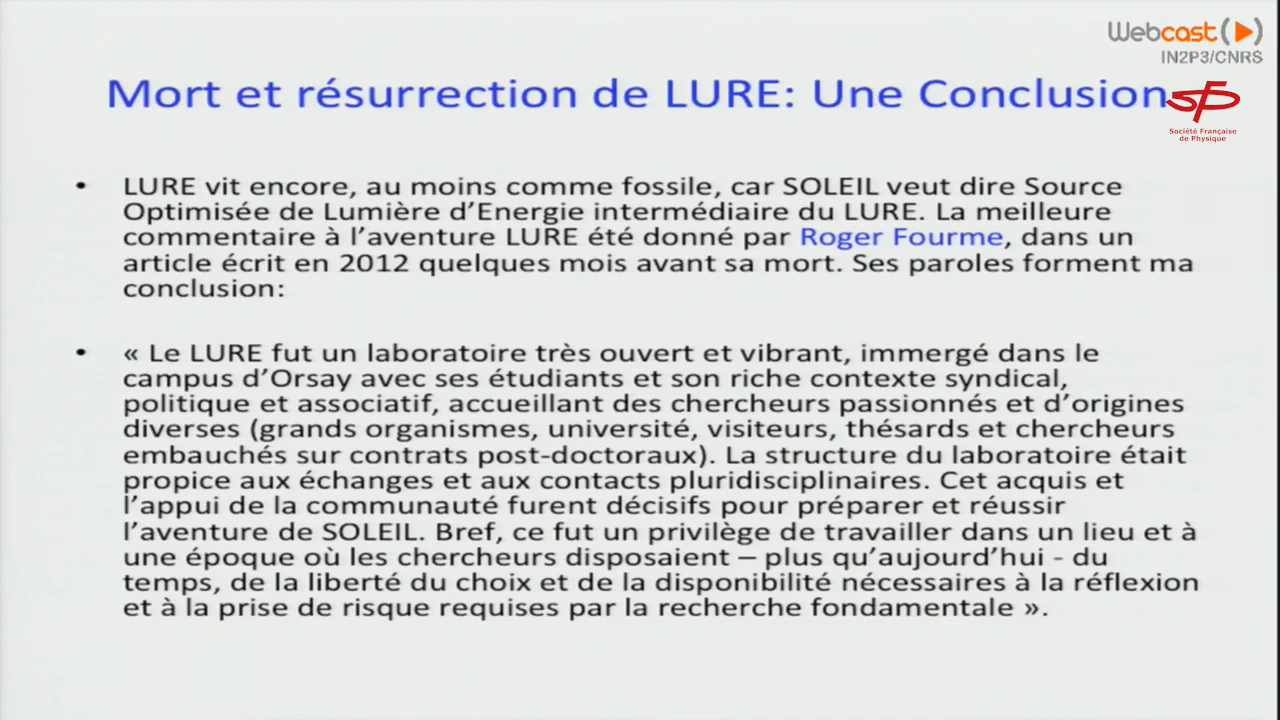 Webcast
IN2P3/CNRS
Mort et résurrection de LURE: Une Conclusion
sfp
Société Française
de Physique
• LURE vit encore, au moins comme fossile, car SOLEIL veut dire Source
Optimisée de Lumière d’Energie intermédiaire du LURE. La meilleure
commentaire à l’aventure LURE été donné par Roger Fourme, dans un
article écrit en 2012 quelques mois avant sa mort. Ses paroles forment ma
conclusion:
• « Le LURE fut un laboratoire très ouvert et vibrant, immergé dans le
campus d’Orsay avec ses étudiants et son riche contexte syndical,
politique et associatif, accueillant des chercheurs passionnés et d’origines
diverses (grands organismes, université, visiteurs, thésards et chercheurs
embauchés sur contrats post-doctoraux). La structure du laboratoire était
propice aux échanges et aux contacts pluridisciplinaires. Cet acquis et
l’appui de la communauté furent décisifs pour préparer et réussir
l’aventure de SOLEIL. Bref, ce fut un privilège de travailler dans un lieu et à
une époque où les chercheurs disposaient – plus qu’aujourd’hui - du
temps, de la liberté du choix et de la disponibilité nécessaires à la réflexion
et à la prise de risque requises par la recherche fondamentale ».